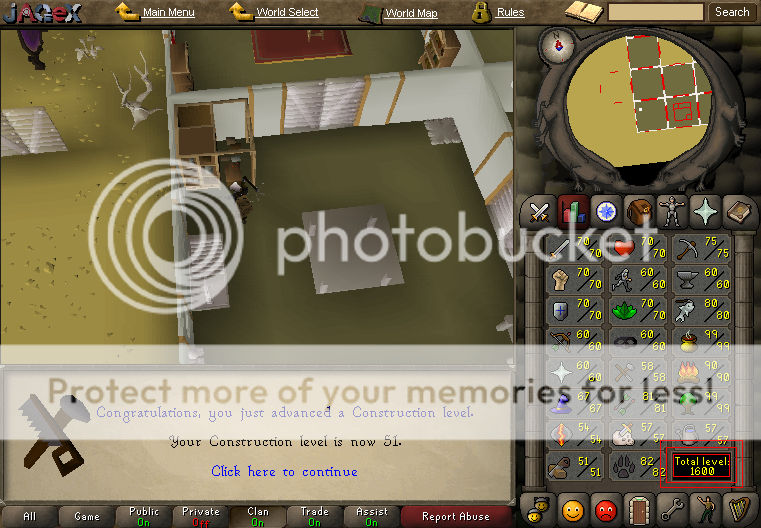 JAGEX
Main Menu
World Select
World Map
Rules
Search
photobucket
Protect more of your memories for less!
Congratulations, you just advanced a Construction level.
Your Construction level is now 51.
Click here to continue
70/70 70/70 75/75
70/70 60/60 60/60
70/70 70/70 80/80
60/60 60/60 99/99
60/60 58/58 90/90
67/67 81/81 99/99
54/54 57/57 57/57
51/51 82/82 Total level: 1600
All
Game
Public On
Private Off
Clan On
Trade On
Assist On
Report Abuse